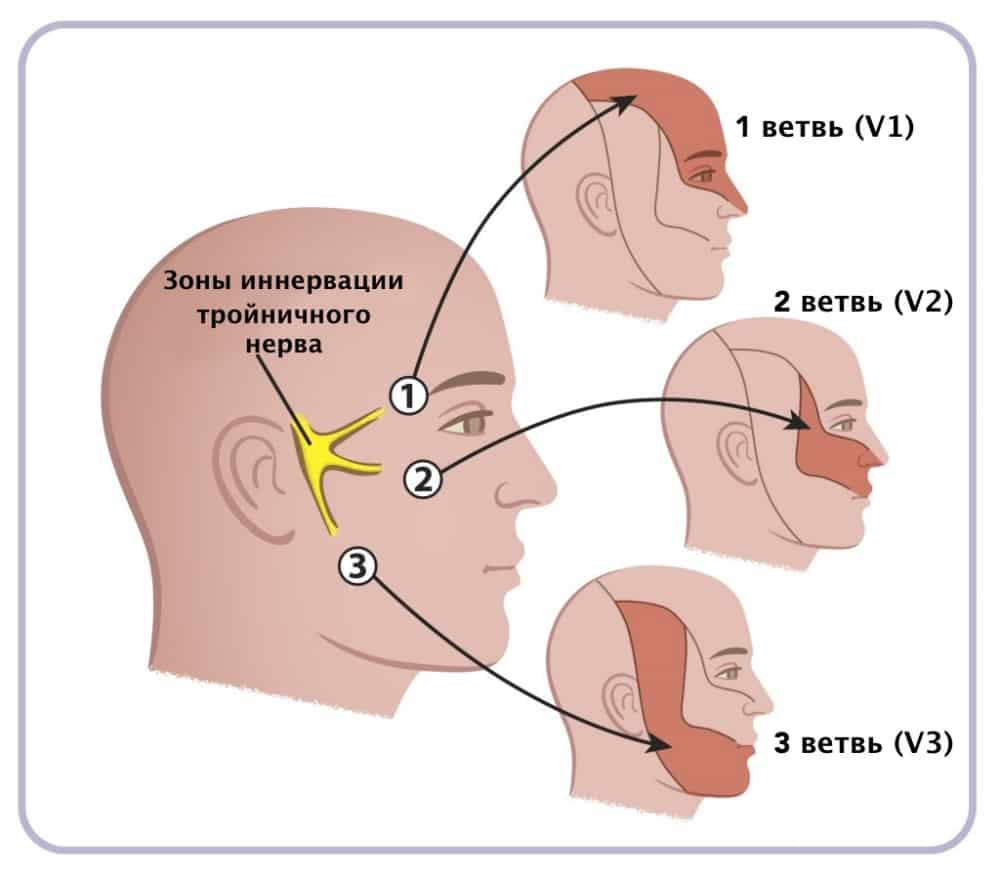 1 ветвь (V1)
Зоны иннервации
тройничного
нерва
2 ветвь (V2)
1
2
3
3 ветвь (V3)